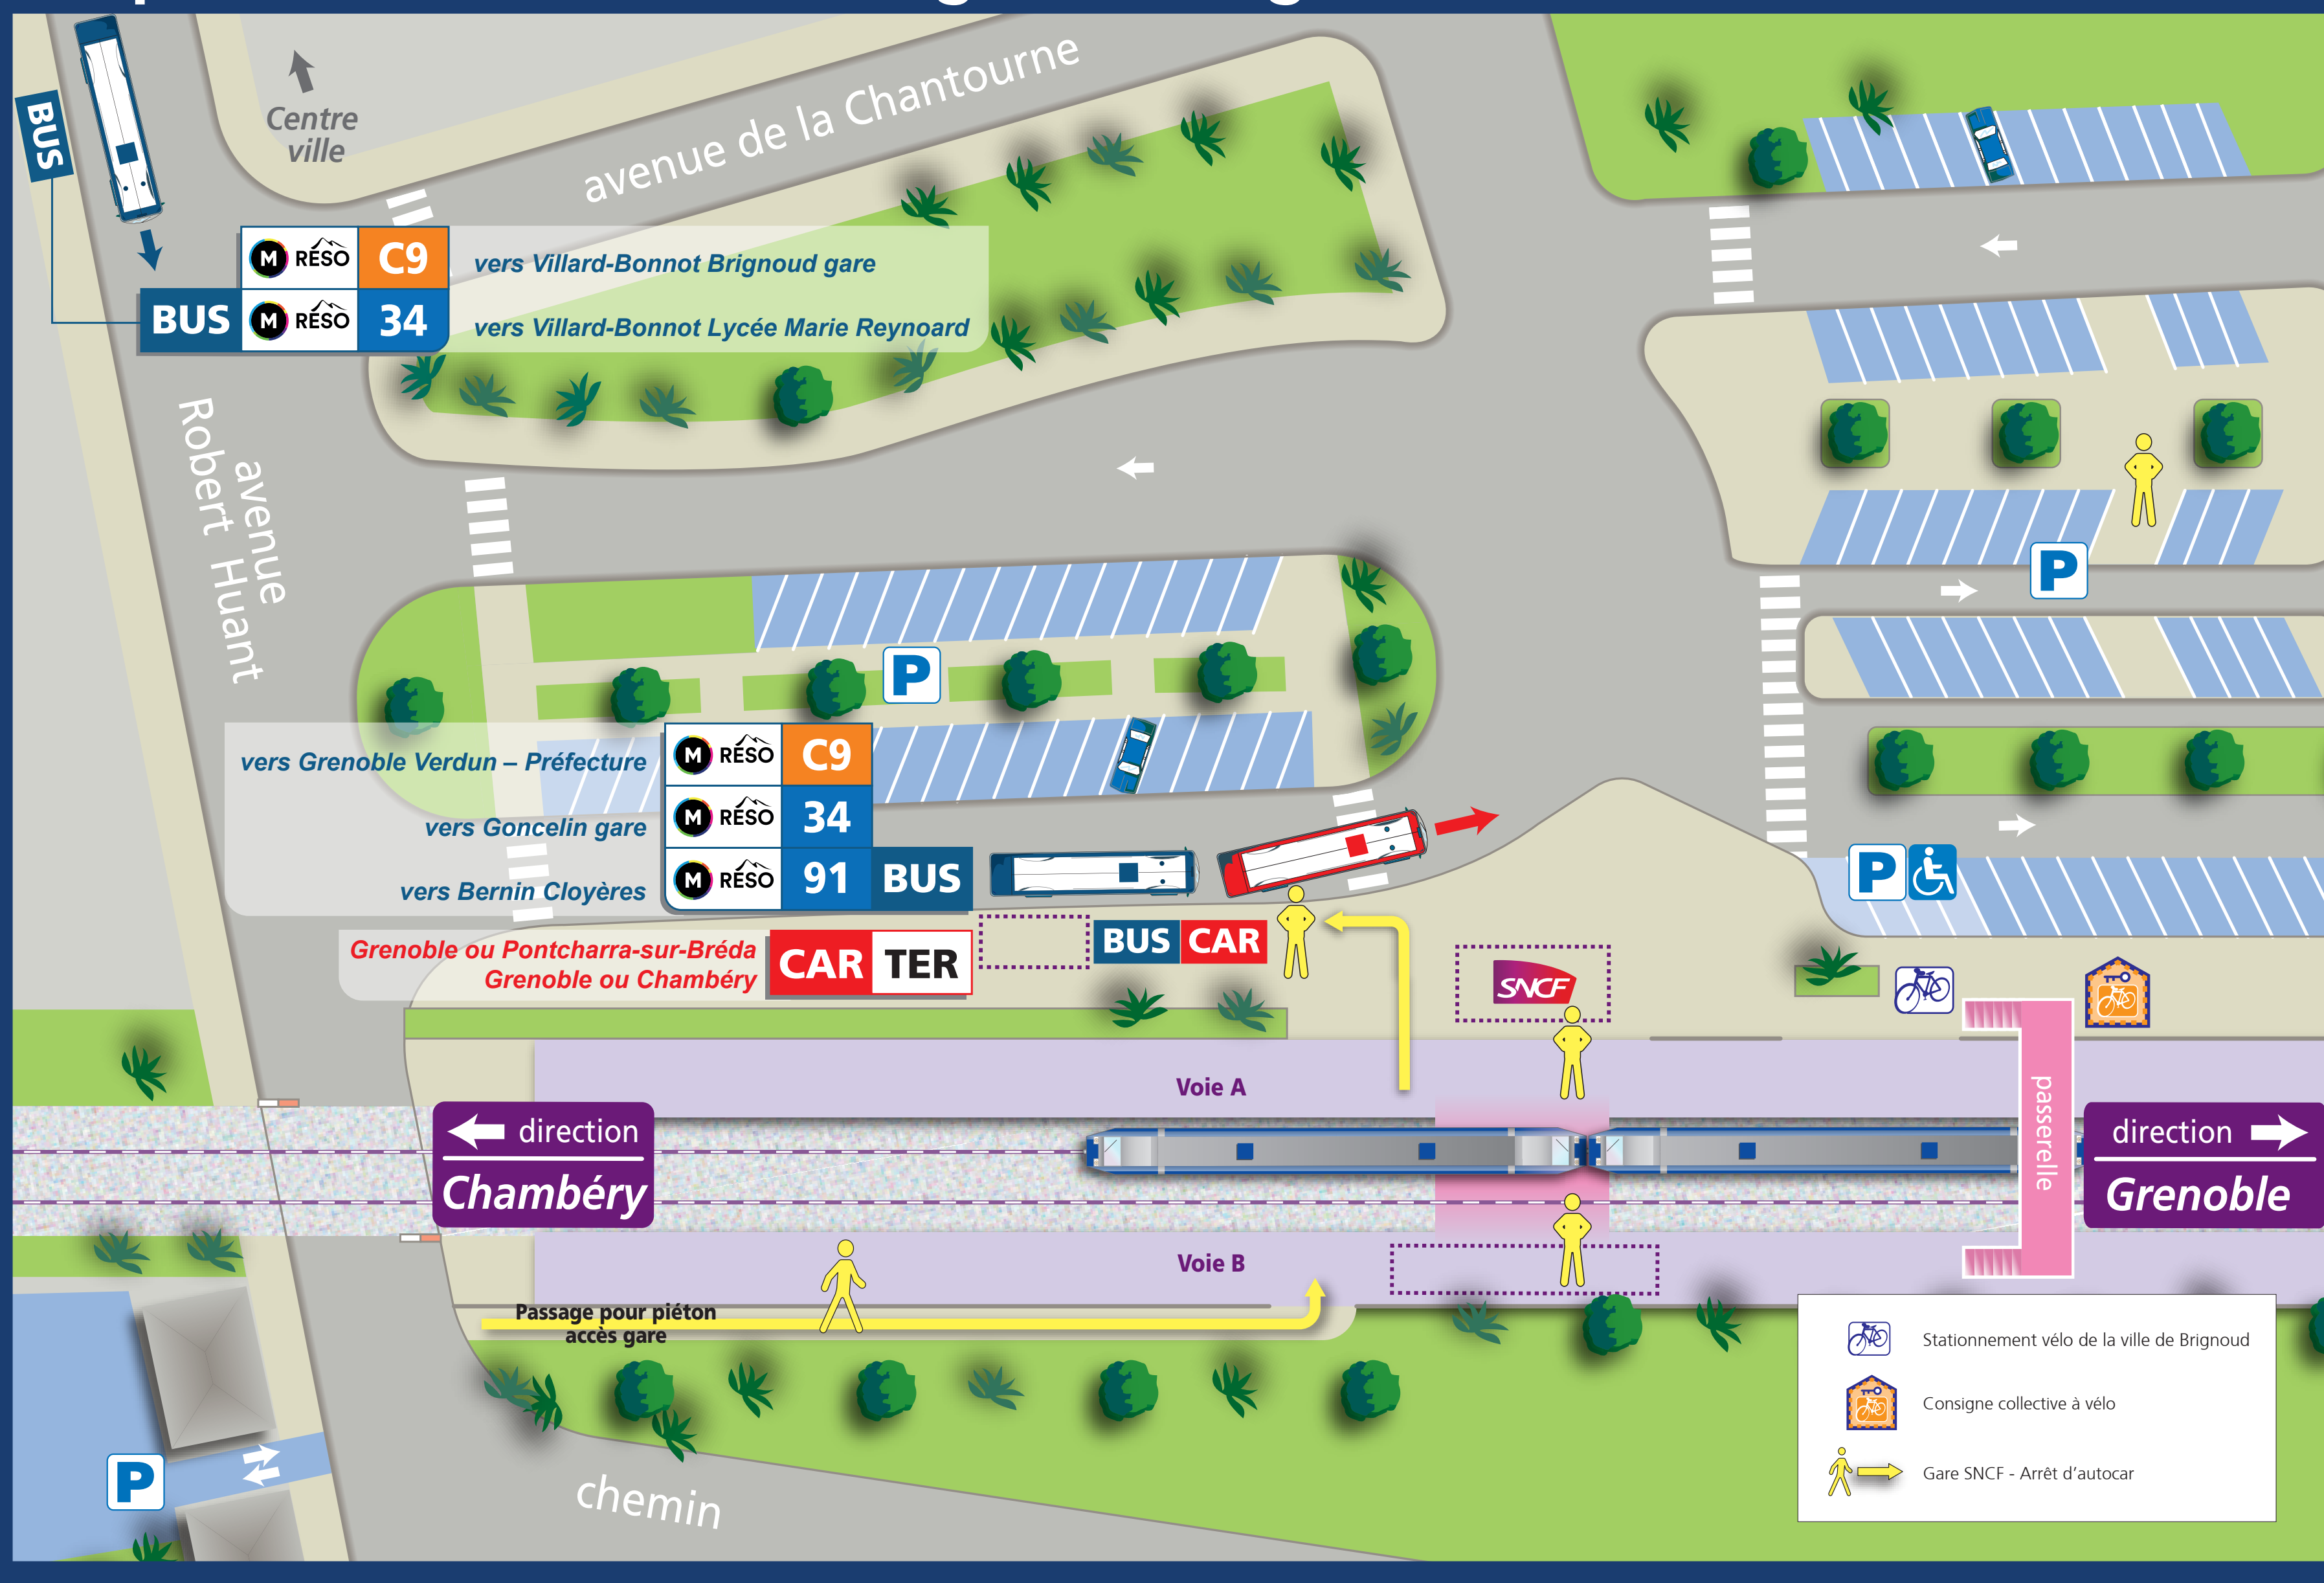 BUS
Centre
ville
avenue de la Chantourne
M RÉSO C9 vers Villard-Bonnot Brignoud gare
BUS M RÉSO 34 vers Villard-Bonnot Lycée Marie Reynoard
avenue
Robert Huant
P
P
vers Grenoble Verdun – Préfecture M RÉSO C9
vers Goncelin gare M RÉSO 34
vers Bernin Cloyères M RÉSO 91 BUS
P
Grenoble ou Pontcharra-sur-Bréda
Grenoble ou Chambéry
CAR TER
BUS CAR
SNCF
Voie A
passerelle
direction
Chambéry
direction
Grenoble
Voie B
Passage pour piéton
accès gare
P
chemin
Stationnement vélo de la ville de Brignoud
Consigne collective à vélo
Gare SNCF - Arrêt d’autocar